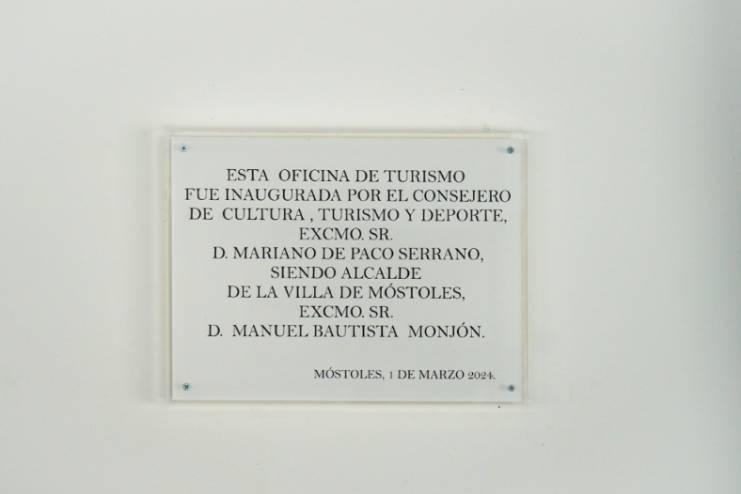 ESTA OFICINA DE TURISMO
FUE INAUGURADA POR EL CONSEJERO
DE CULTURA , TURISMO Y DEPORTE,
EXCMO. SR.
D. MARIANO DE PACO SERRANO,
SIENDO ALCALDE
DE LA VILLA DE MÓSTOLES,
EXCMO. SR.
D. MANUEL BAUTISTA MONJÓN.
MÓSTOLES, 1 DE MARZO 2024.